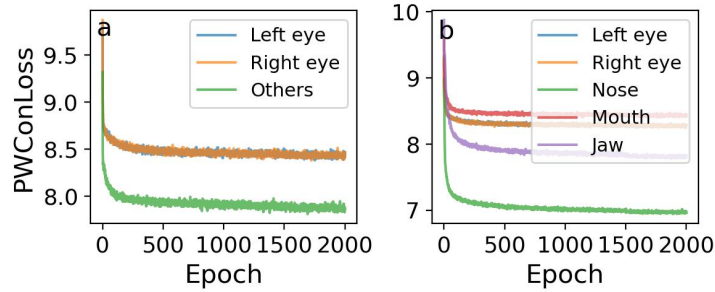 a
PWConLoss
9.5
9.0
8.5
8.0
0
500
1000
1500
2000
Epoch
Left eye
Right eye
Others
b
10
9
8
7
0
500
1000
1500
2000
Epoch
Left eye
Right eye
Nose
Mouth
Jaw